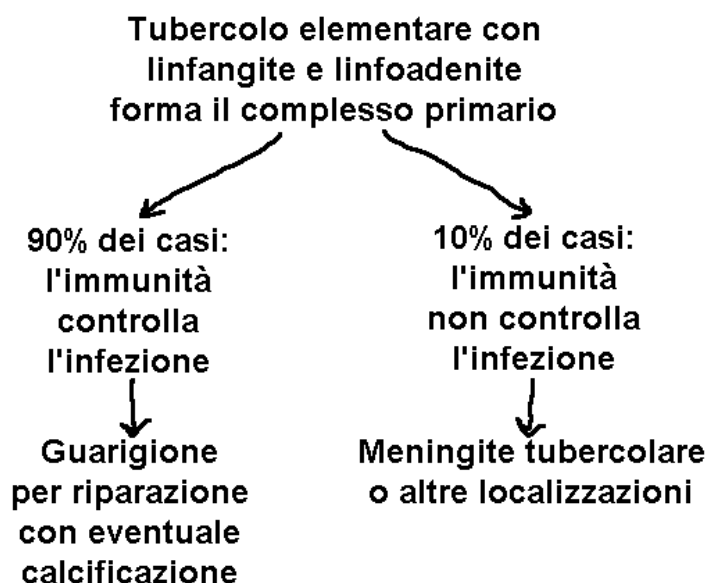 Tubercolo elementare con
linfangite e linfoadenite
forma il complesso primario
90% dei casi:
l'immunità
controlla
l'infezione
10% dei casi:
l'immunità
non controlla
l'infezione
Guarigione
per riparazione
con eventuale
calcificazione
Meningite tubercolare
o altre localizzazioni